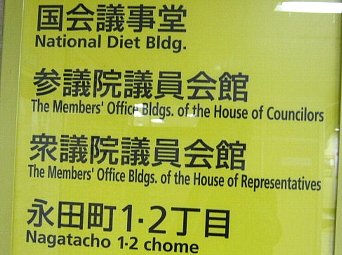 国会議事堂
National Diet Bldg.
参議院議員会館
The Members' Office Bldgs. of the House of Councilors
衆議院議員会館
The Members' Office Bldgs. of the House of Representatives
永田町1・2丁目
Nagatacho 1・2 chome